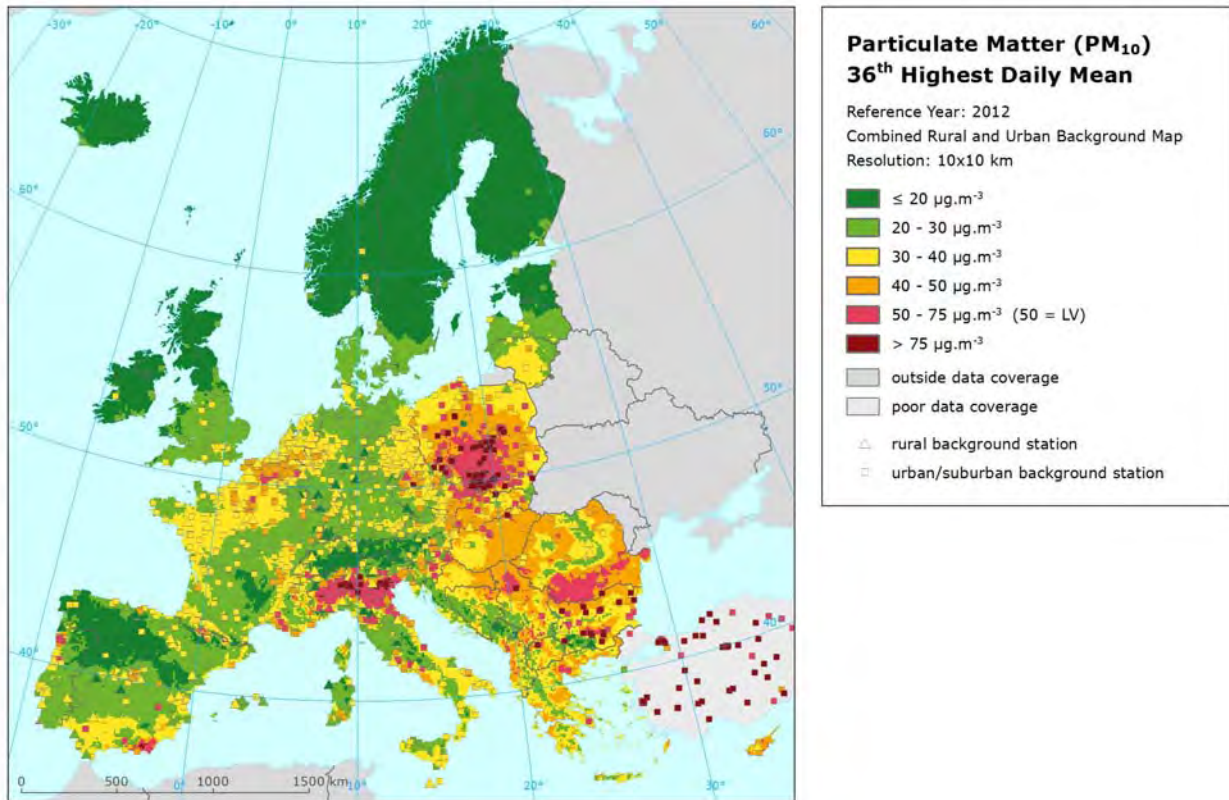 -30° -20° -10° 0° 10° 20° 30° 40° 50° 60°
60°
50°
40°
60°
50°
40°
0 500 1000 1500 km
0° 10° 20° 30°
Particulate Matter (PM₁₀)
36ᵗʰ Highest Daily Mean
Reference Year: 2012
Combined Rural and Urban Background Map
Resolution: 10x10 km
≤ 20 µg.m⁻³
20 - 30 µg.m⁻³
30 - 40 µg.m⁻³
40 - 50 µg.m⁻³
50 - 75 µg.m⁻³ (50 = LV)
> 75 µg.m⁻³
outside data coverage
poor data coverage
rural background station
urban/suburban background station